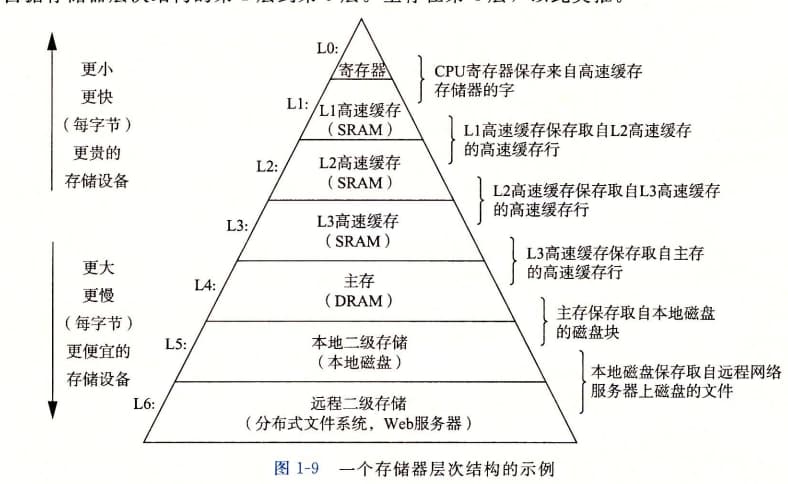 L0:
寄存器
CPU寄存器保存来自高速缓存
存储器的字
更小
更快
（每字节）
更贵的
存储设备
L1:
L1高速缓存
（SRAM）
L1高速缓存保存取自L2高速缓存
的高速缓存行
L2:
L2高速缓存
（SRAM）
L2高速缓存保存取自L3高速缓存
的高速缓存行
L3:
L3高速缓存
（SRAM）
L3高速缓存保存取自主存
的高速缓存行
更大
更慢
（每字节）
更便宜的
存储设备
L4:
主存
（DRAM）
主存保存取自本地磁盘
的磁盘块
L5:
本地二级存储
（本地磁盘）
本地磁盘保存取自远程网络
服务器上磁盘的文件
L6:
远程二级存储
（分布式文件系统，Web服务器）
图 1-9 一个存储器层次结构的示例